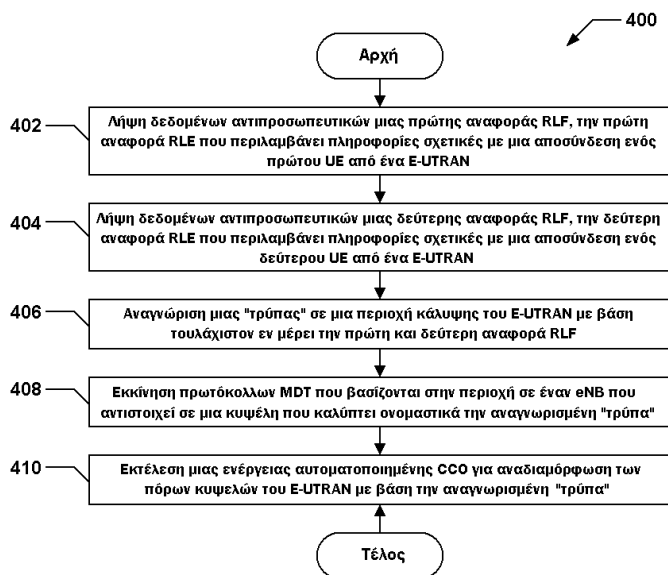 400
Αρχή
402
Λήψη δεδομένων αντιπροσωπευτικών μιας πρώτης αναφοράς RLF, την πρώτη
αναφορά RLE που περιλαμβάνει πληροφορίες σχετικές με μια αποσύνδεση ενός
πρώτου UE από ένα E-UTRAN
404
Λήψη δεδομένων αντιπροσωπευτικών μιας δεύτερης αναφοράς RLF, την δεύτερη
αναφορά RLE που περιλαμβάνει πληροφορίες σχετικές με μια αποσύνδεση ενός
δεύτερου UE από ένα E-UTRAN
406
Αναγνώριση μιας "τρύπας" σε μια περιοχή κάλυψης του E-UTRAN με βάση
τουλάχιστον εν μέρει την πρώτη και δεύτερη αναφορά RLF
408
Εκκίνηση πρωτόκολλων MDT που βασίζονται στην περιοχή σε έναν eNB που
αντιστοιχεί σε μια κυψέλη που καλύπτει ονομαστικά την αναγνωρισμένη "τρύπα"
410
Εκτέλεση μιας ενέργειας αυτοματοποιημένης CCO για αναδιαμόρφωση των
πόρων κυψελών του E-UTRAN με βάση την αναγνωρισμένη "τρύπα"
Τέλος